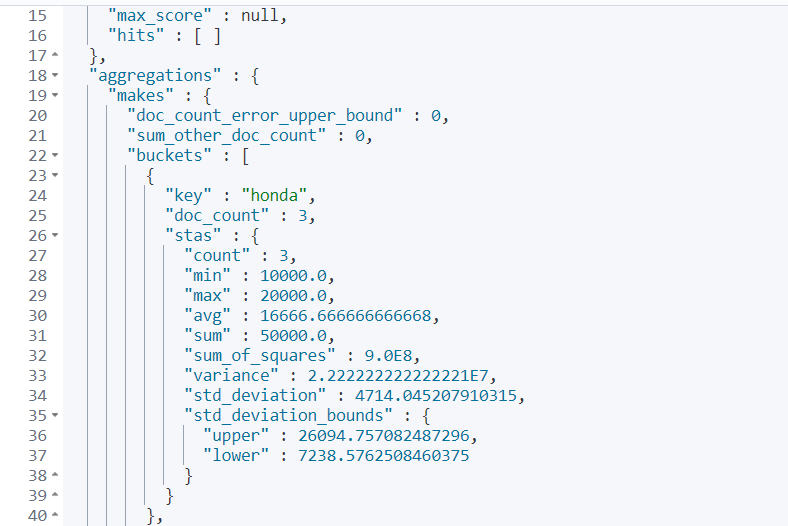 15 "max_score" : null,
16 "hits" : [ ]
17 },
18 "aggregations" : {
19 "makes" : {
20 "doc_count_error_upper_bound" : 0,
21 "sum_other_doc_count" : 0,
22 "buckets" : [
23 {
24 "key" : "honda",
25 "doc_count" : 3,
26 "stas" : {
27 "count" : 3,
28 "min" : 10000.0,
29 "max" : 20000.0,
30 "avg" : 16666.666666666668,
31 "sum" : 50000.0,
32 "sum_of_squares" : 9.0E8,
33 "variance" : 2.222222222222221E7,
34 "std_deviation" : 4714.045207910315,
35 "std_deviation_bounds" : {
36 "upper" : 26094.757082487296,
37 "lower" : 7238.5762508460375
38 }
39 }
40 },